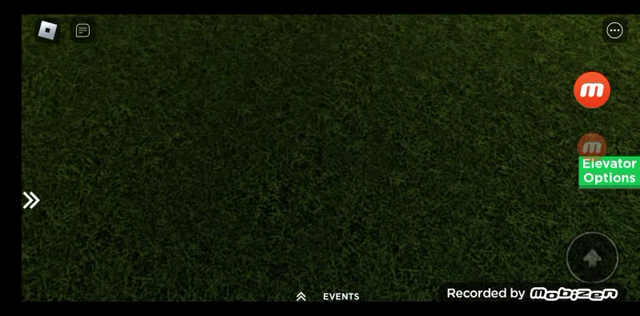 m
m
Elevator
Options
EVENTS
Recorded by Mobizen